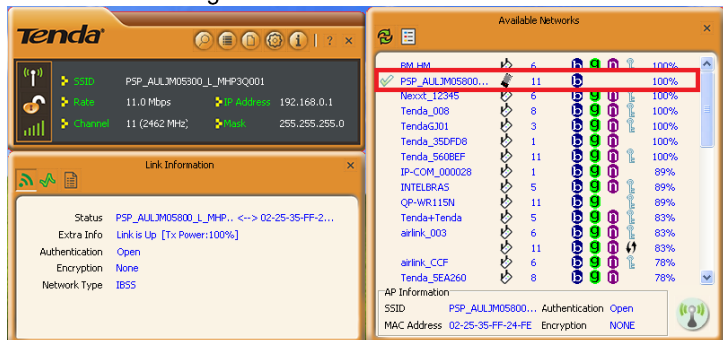 Tenda
? ×
SSID PSP_AULJM05300_L_MHP3Q001
Rate 11.0 Mbps IP Address 192.168.0.1
Channel 11 (2462 MHz) Mask 255.255.255.0
Link Information ×
Status PSP_AULJM05800_L_MHP.. <--> 02-25-35-FF-2...
Extra Info Link is Up [Tx Power:100%]
Authentication Open
Encryption None
Network Type IBSS
Available Networks ×
BM HM 6 b g n 100%
PSP_AULJM05800... 11 b 100%
Nexxt_12345 6 b g n 100%
Tenda_008 8 b g n 100%
TendaGJ01 3 b g n 100%
Tenda_35DFD8 1 b g n 100%
Tenda_560BEF 11 b g n 100%
IP-COM_000028 1 b g n 89%
INTELBRAS 5 b g n 89%
QP-WR115N 11 b g 89%
Tenda+Tenda 5 b g n 83%
airlink_003 6 b g n 83%
11 b g n 83%
airlink_CCF 6 b g n 78%
Tenda_5EA260 8 b g n 78%
AP Information
SSID PSP_AULJM05800... Authentication Open
MAC Address 02-25-35-FF-24-FE Encryption NONE